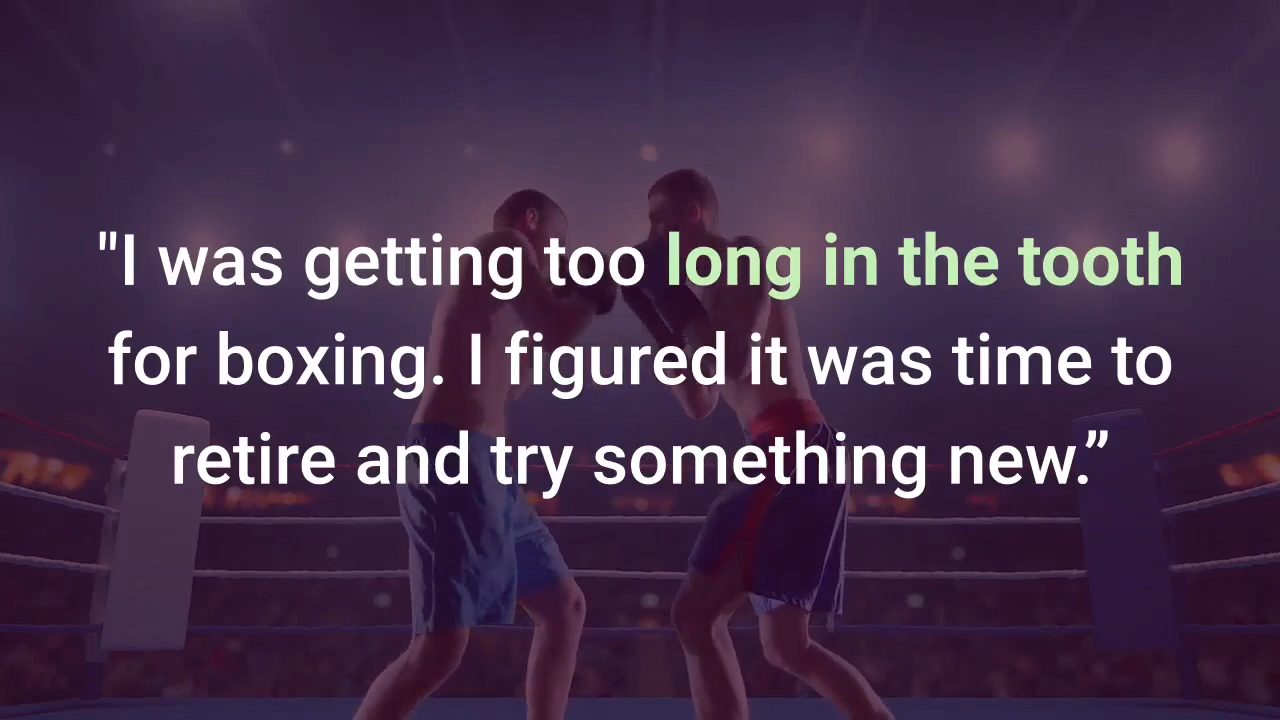 "I was getting too long in the tooth
for boxing. I figured it was time to
retire and try something new.”